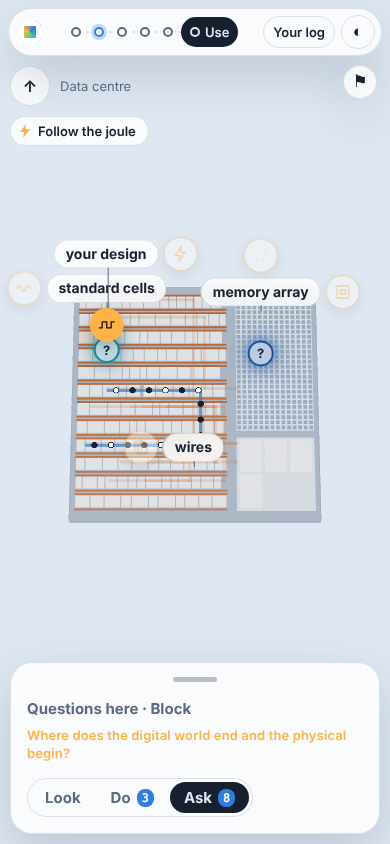 Use
Your log
Data centre
Follow the joule
your design
standard cells
memory array
?
?
wires
Questions here · Block
Where does the digital world end and the physical
begin?
Look
Do 3
Ask 8